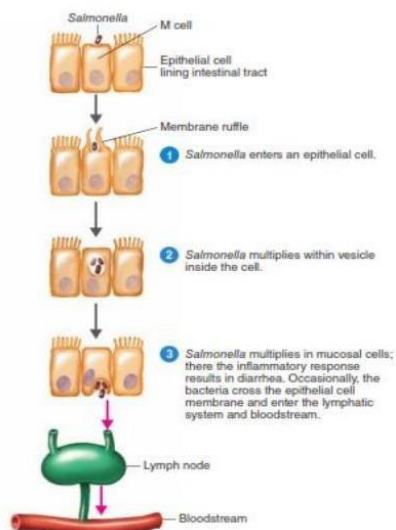 Salmonella
M cell
Epithelial cell
lining intestinal tract
Membrane ruffle
1 Salmonella enters an epithelial cell.
2 Salmonella multiplies within vesicle
inside the cell.
3 Salmonella multiplies in mucosal cells;
there the inflammatory response
results in diarrhea. Occasionally, the
bacteria cross the epithelial cell
membrane and enter the lymphatic
system and bloodstream.
Lymph node
Bloodstream